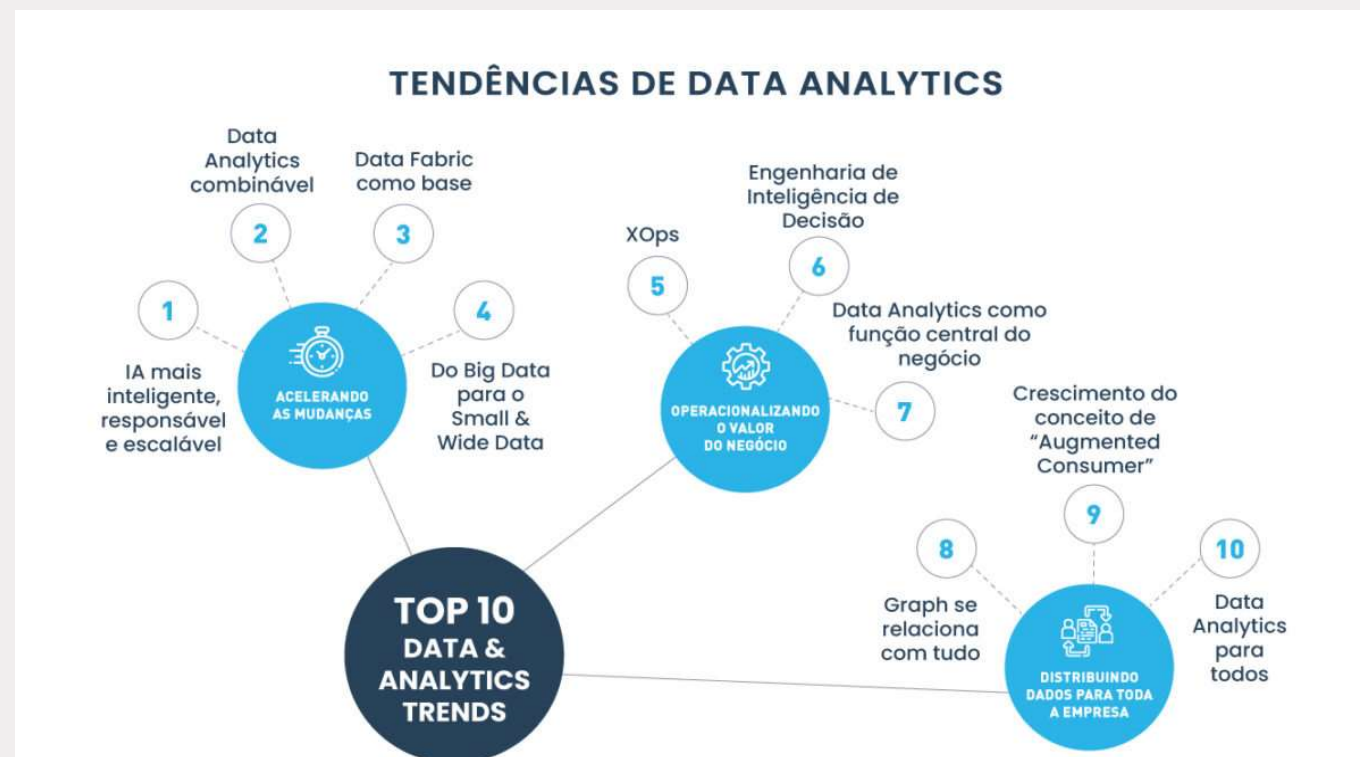 TENDÊNCIAS DE DATA ANALYTICS
Data
Analytics
combinável
2
Data Fabric
como base
3
1
IA mais
inteligente,
responsável
e escalável
4
Do Big Data
para o
Small &
Wide Data
ACELERANDO
AS MUDANÇAS
XOps
5
Engenharia de
Inteligência de
Decisão
6
Data Analytics como
função central do
negócio
7
OPERACIONALIZANDO
O VALOR
DO NEGÓCIO
Crescimento do
conceito de
“Augmented
Consumer”
9
8
Graph se
relaciona
com tudo
10
Data
Analytics
para
todos
DISTRIBUINDO
DADOS PARA TODA
A EMPRESA
TOP 10
DATA &
ANALYTICS
TRENDS